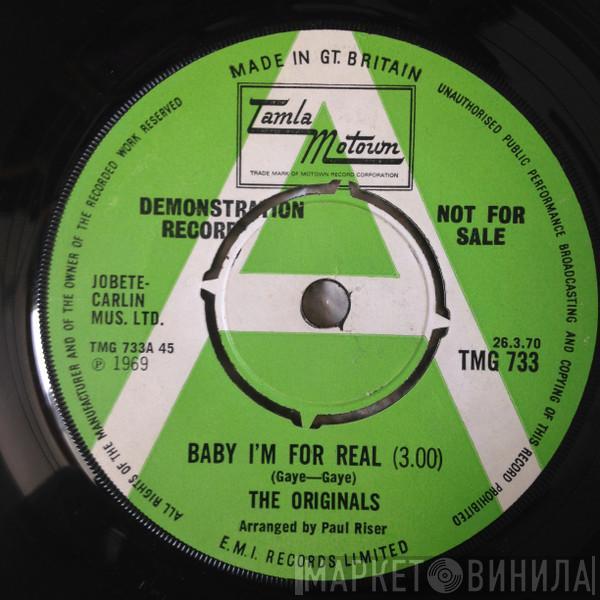 MADE IN GT. BRITAIN
UNAUTHORISED PUBLIC PERFORMANCE BROADCASTING AND COPYING OF THIS RECORD PROHIBITED
ALL RIGHTS OF THE MANUFACTURER AND OF THE OWNER OF THE RECORDED WORK RESERVED
A
Tamla
Motown
TRADE MARK OF MOTOWN RECORD CORPORATION
DEMONSTRATION
RECORD
NOT FOR
SALE
JOBETE-
CARLIN
MUS. LTD.
TMG 733A 45
℗ 1969
26.3.70
TMG 733
BABY I'M FOR REAL (3.00)
(Gaye—Gaye)
THE ORIGINALS
Arranged by Paul Riser
E.M.I. RECORDS LIMITED
МАРКЕТ ВИНИЛА